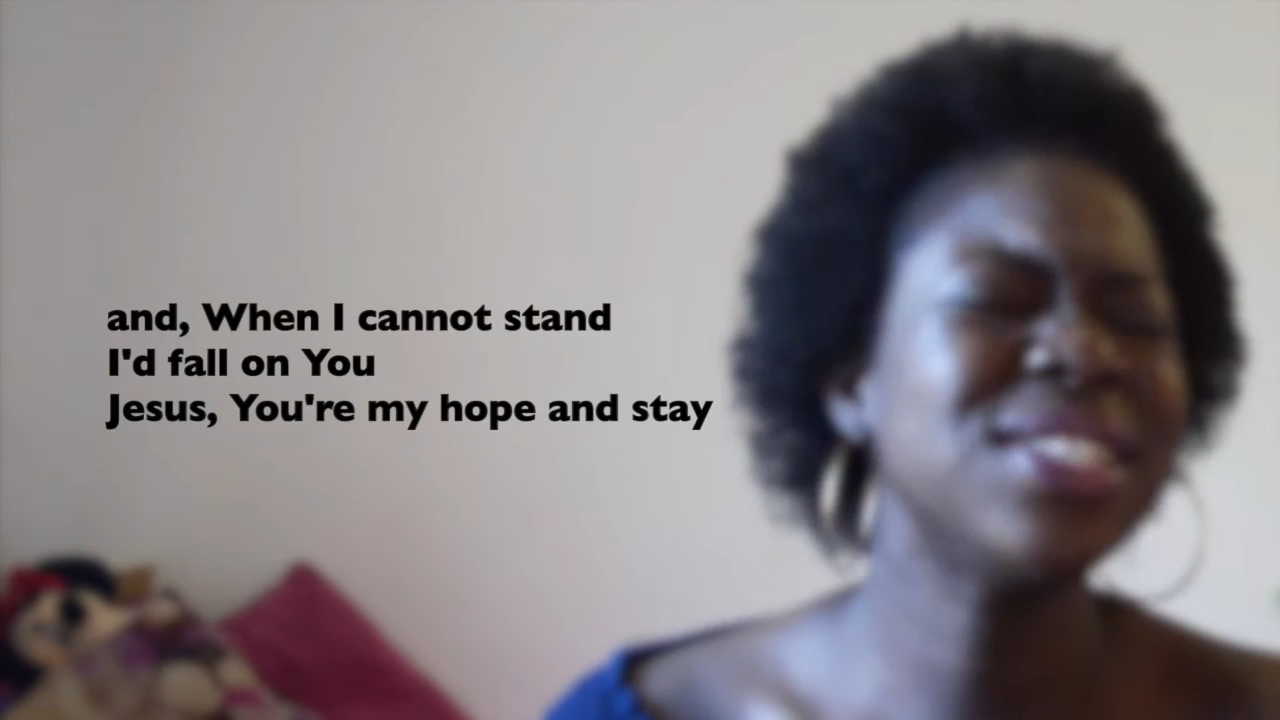 and, When I cannot stand
I'd fall on You
Jesus, You're my hope and stay